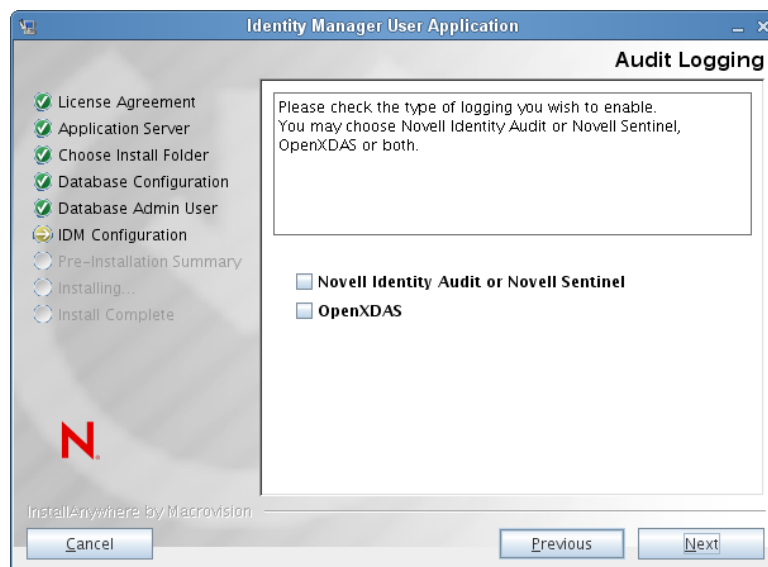 Identity Manager User Application
Audit Logging
License Agreement
Application Server
Choose Install Folder
Database Configuration
Database Admin User
IDM Configuration
Pre-Installation Summary
Installing...
Install Complete
Please check the type of logging you wish to enable.
You may choose Novell Identity Audit or Novell Sentinel,
OpenXDAS or both.
Novell Identity Audit or Novell Sentinel
OpenXDAS
N
InstallAnywhere by Macrovision
Cancel
Previous
Next